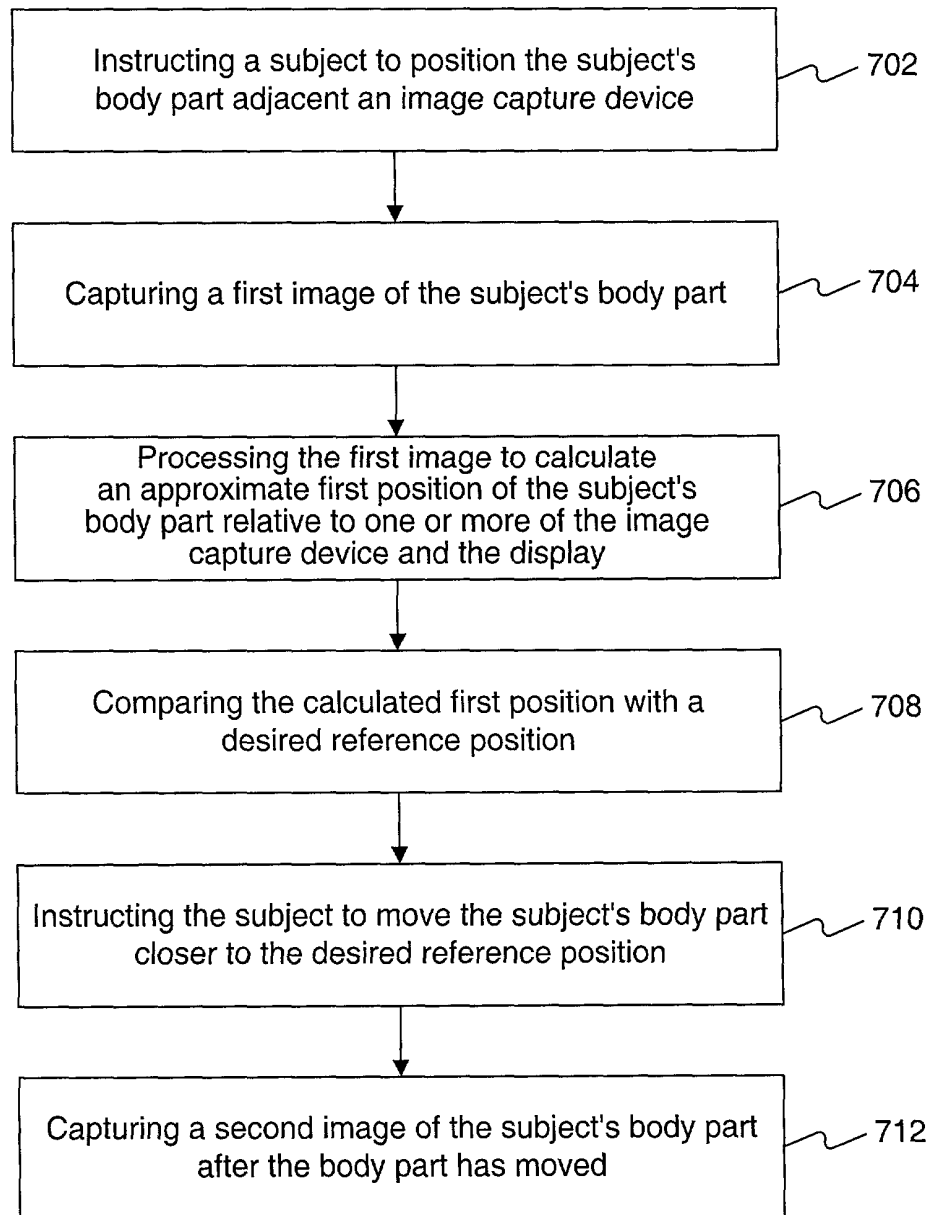 Instructing a subject to position the subject's
body part adjacent an image capture device
702
Capturing a first image of the subject's body part
704
Processing the first image to calculate
an approximate first position of the subject's
body part relative to one or more of the image
capture device and the display
706
Comparing the calculated first position with a
desired reference position
708
Instructing the subject to move the subject's body part
closer to the desired reference position
710
Capturing a second image of the subject's body part
after the body part has moved
712